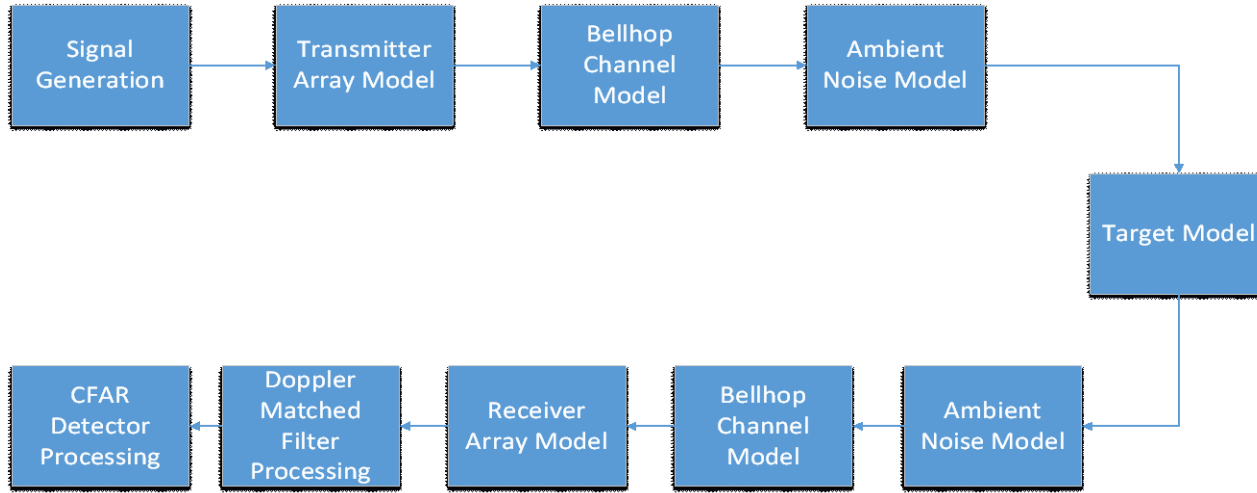 Signal
Generation
Transmitter
Array Model
Bellhop
Channel
Model
Ambient
Noise Model
Target Model
CFAR
Detector
Processing
Doppler
Matched
Filter
Processing
Receiver
Array Model
Bellhop
Channel
Model
Ambient
Noise Model